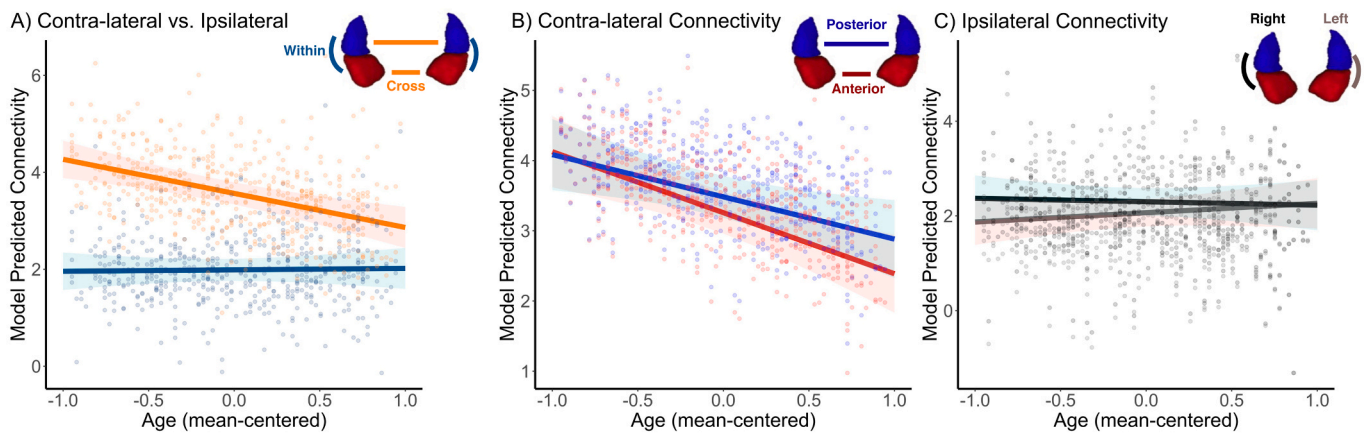 A) Contra-lateral vs. Ipsilateral
Within
Cross
Model Predicted Connectivity
6
4
2
0
-1.0 -0.5 0.0 0.5 1.0
Age (mean-centered)
B) Contra-lateral Connectivity
Posterior
Anterior
Model Predicted Connectivity
5
4
3
2
1
-1.0 -0.5 0.0 0.5 1.0
Age (mean-centered)
C) Ipsilateral Connectivity
Right Left
Model Predicted Connectivity
4
2
0
-1.0 -0.5 0.0 0.5 1.0
Age (mean-centered)